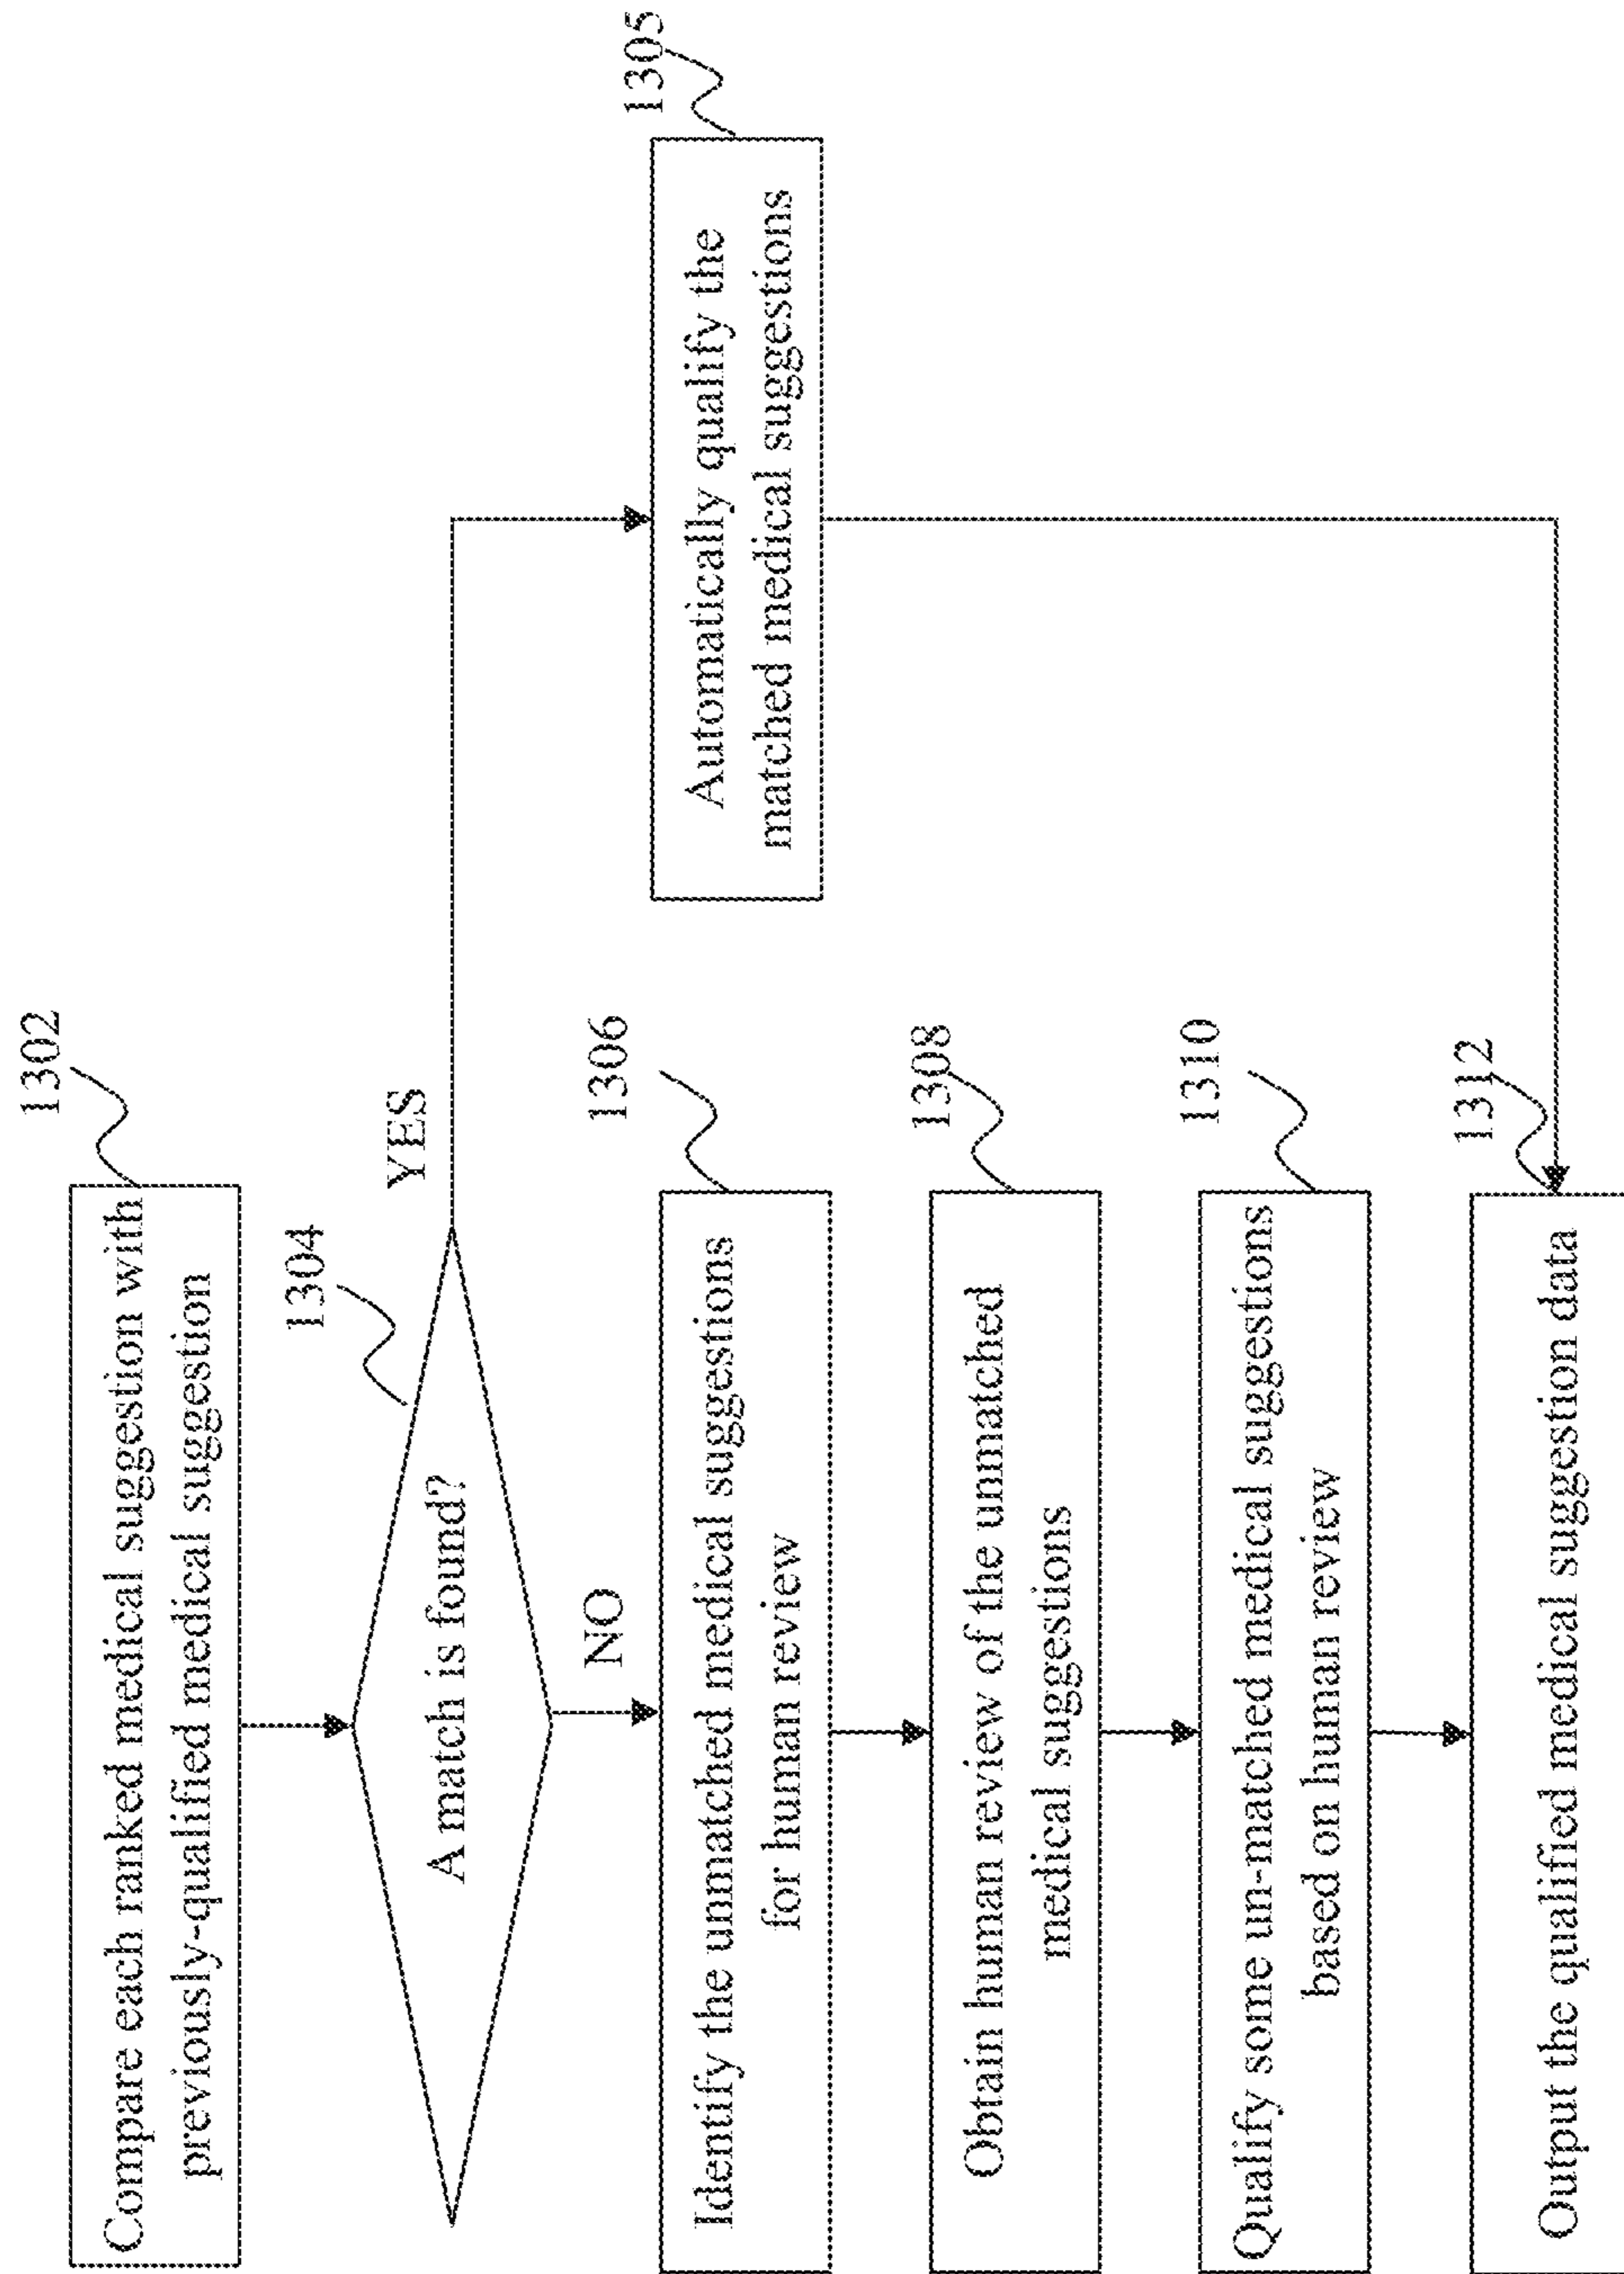 1302
Compare each ranked medical suggestion with
previously-qualified medical suggestion
1304
A match is found?
YES
NO
1305
Automatically qualify the
matched medical suggestions
1306
Identify the unmatched medical suggestions
for human review
1308
Obtain human review of the unmatched
medical suggestions
1310
Qualify some un-matched medical suggestions
based on human review
1312
Output the qualified medical suggestion data